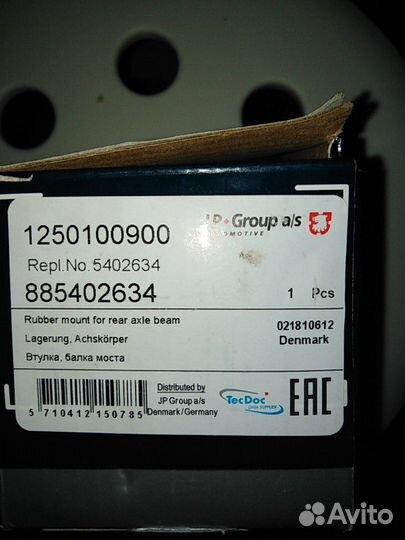 JP+Group a/s
AUTOMOTIVE
1250100900
Repl.No.5402634
885402634
1 Pcs
Rubber mount for rear axle beam
021810612
Lagerung, Achskörper
Denmark
Втулка, балка моста
Distributed by
JP Group a/s
Denmark/Germany
TecDoc
DATA SUPPLIER
EAC
5 710412 150785
Avito